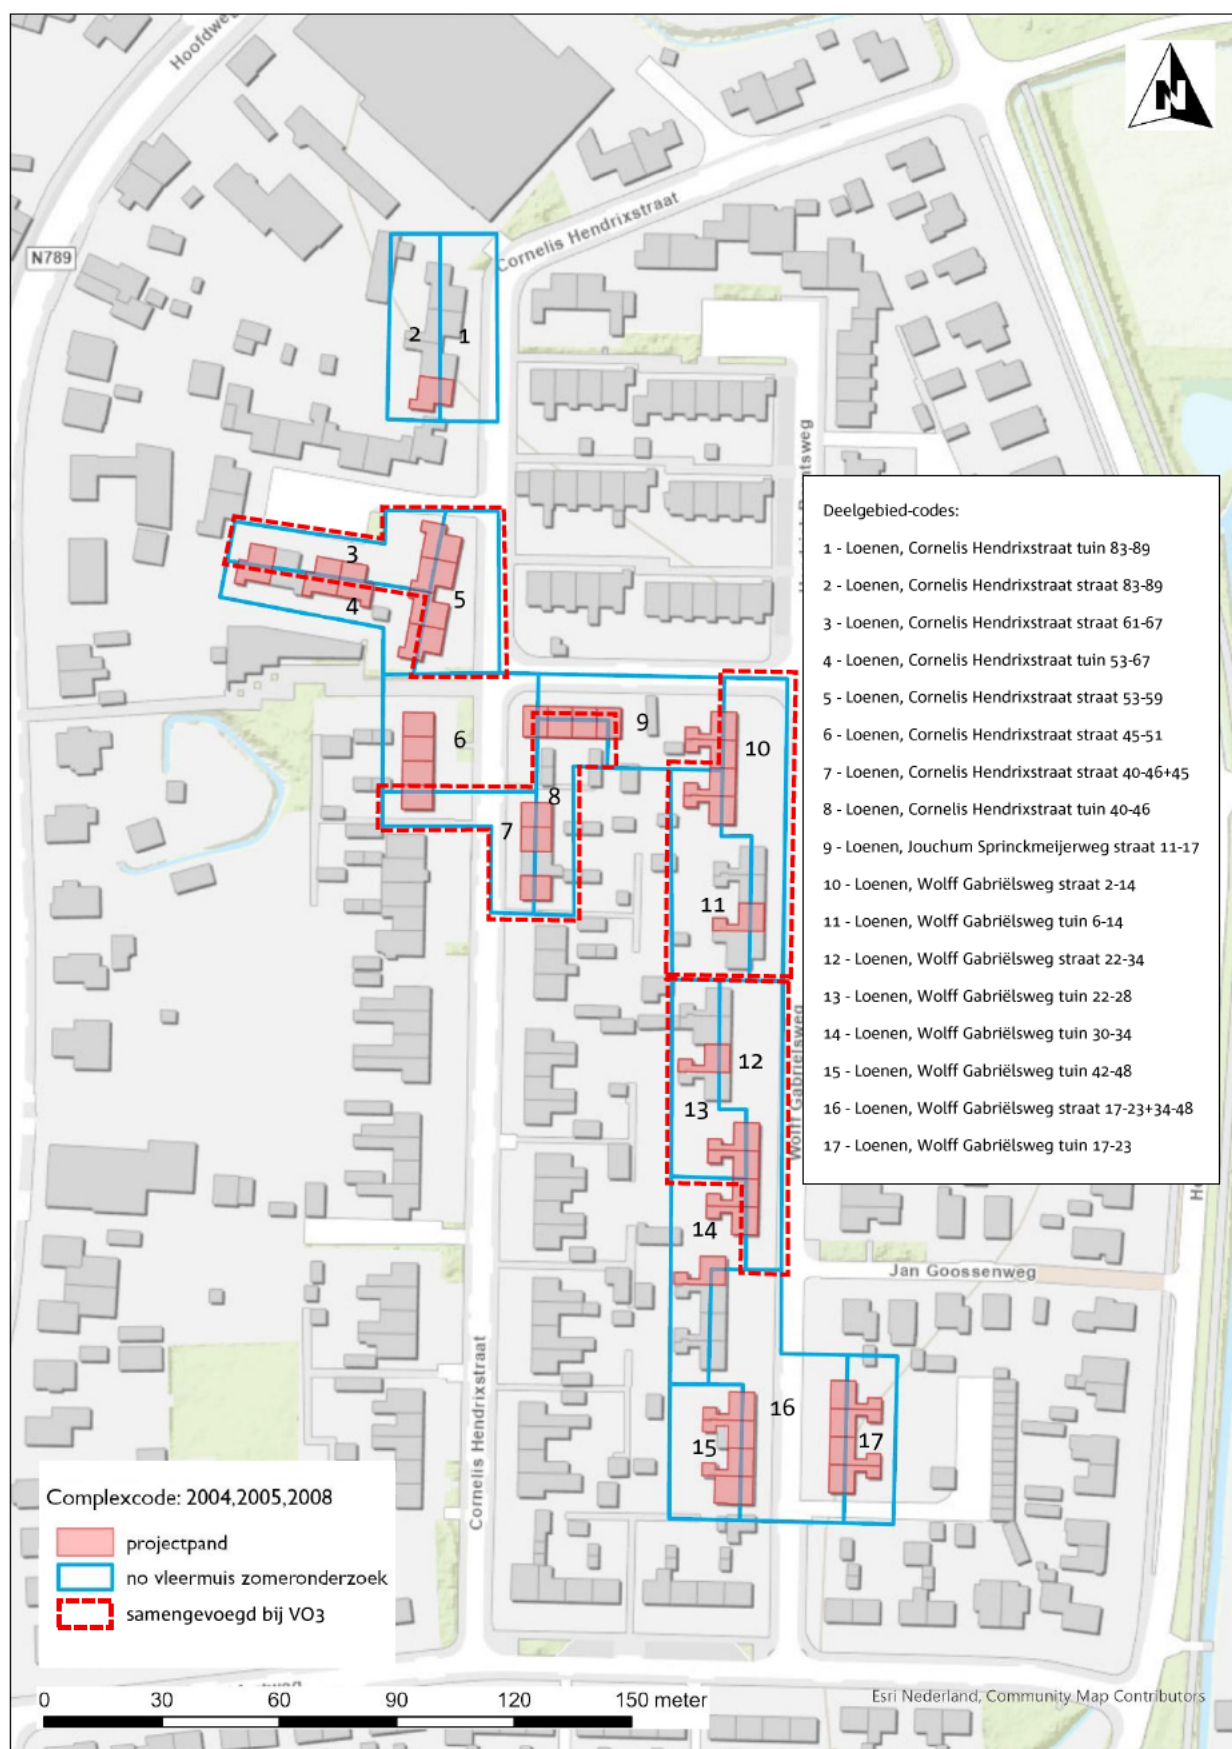 Hoofdweg
N
N789
Cornelis Hendrixstraat
2
1
Deelgebied-codes:
1 - Loenen, Cornelis Hendrixstraat tuin 83-89
2 - Loenen, Cornelis Hendrixstraat straat 83-89
3 - Loenen, Cornelis Hendrixstraat straat 61-67
4 - Loenen, Cornelis Hendrixstraat tuin 53-67
5 - Loenen, Cornelis Hendrixstraat straat 53-59
6 - Loenen, Cornelis Hendrixstraat straat 45-51
7 - Loenen, Cornelis Hendrixstraat straat 40-46+45
8 - Loenen, Cornelis Hendrixstraat tuin 40-46
9 - Loenen, Jouchum Sprinckmeijerweg straat 11-17
10 - Loenen, Wolff Gabriëlsweg straat 2-14
11 - Loenen, Wolff Gabriëlsweg tuin 6-14
12 - Loenen, Wolff Gabriëlsweg straat 22-34
13 - Loenen, Wolff Gabriëlsweg tuin 22-28
14 - Loenen, Wolff Gabriëlsweg tuin 30-34
15 - Loenen, Wolff Gabriëlsweg tuin 42-48
16 - Loenen, Wolff Gabriëlsweg straat 17-23+34-48
17 - Loenen, Wolff Gabriëlsweg tuin 17-23
3
4
5
6
9
10
8
7
11
Wolff Gabriëlsweg
12
13
14
Jan Goossenweg
Cornelis Hendrixstraat
16
15
17
Complexcode: 2004,2005,2008
projectpand
no vleermuis zomeronderzoek
samengevoegd bij VO3
0 30 60 90 120 150 meter
Esri Nederland, Community Map Contributors